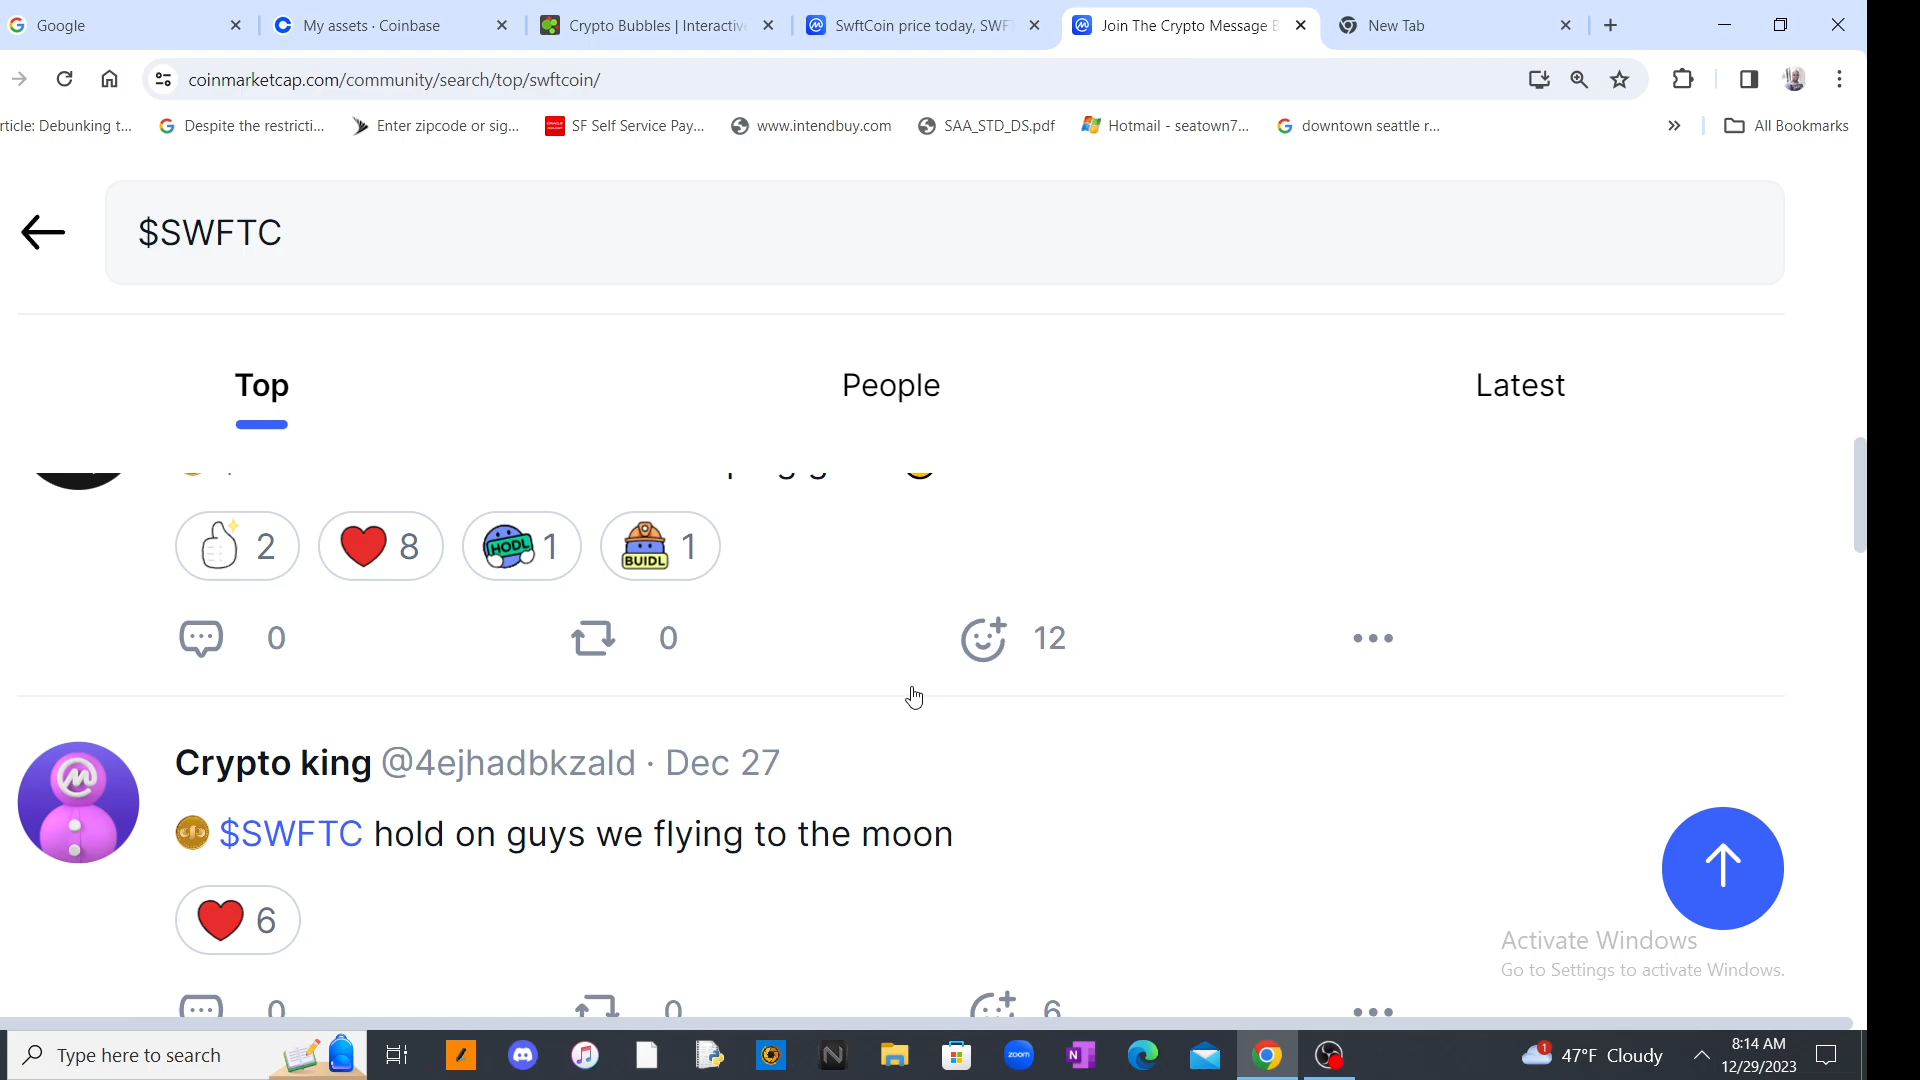 Google
My assets · Coinbase
Crypto Bubbles | Interactiv
SwftCoin price today, SWF
Join The Crypto Message B
New Tab
coinmarketcap.com/community/search/top/swftcoin/
rticle: Debunking t...
Despite the restricti...
Enter zipcode or sig...
SF Self Service Pay...
www.intendbuy.com
SAA_STD_DS.pdf
Hotmail - seatown7...
downtown seattle r...
All Bookmarks
$SWFTC
Top
People
Latest
2
8
HODL
1
BUIDL
1
0
0
12
Crypto king @4ejhadbkzald · Dec 27
$SWFTC hold on guys we flying to the moon
6
0
0
6
Activate Windows
Go to Settings to activate Windows.
Type here to search
zoom
1
47°F Cloudy
8:14 AM
12/29/2023